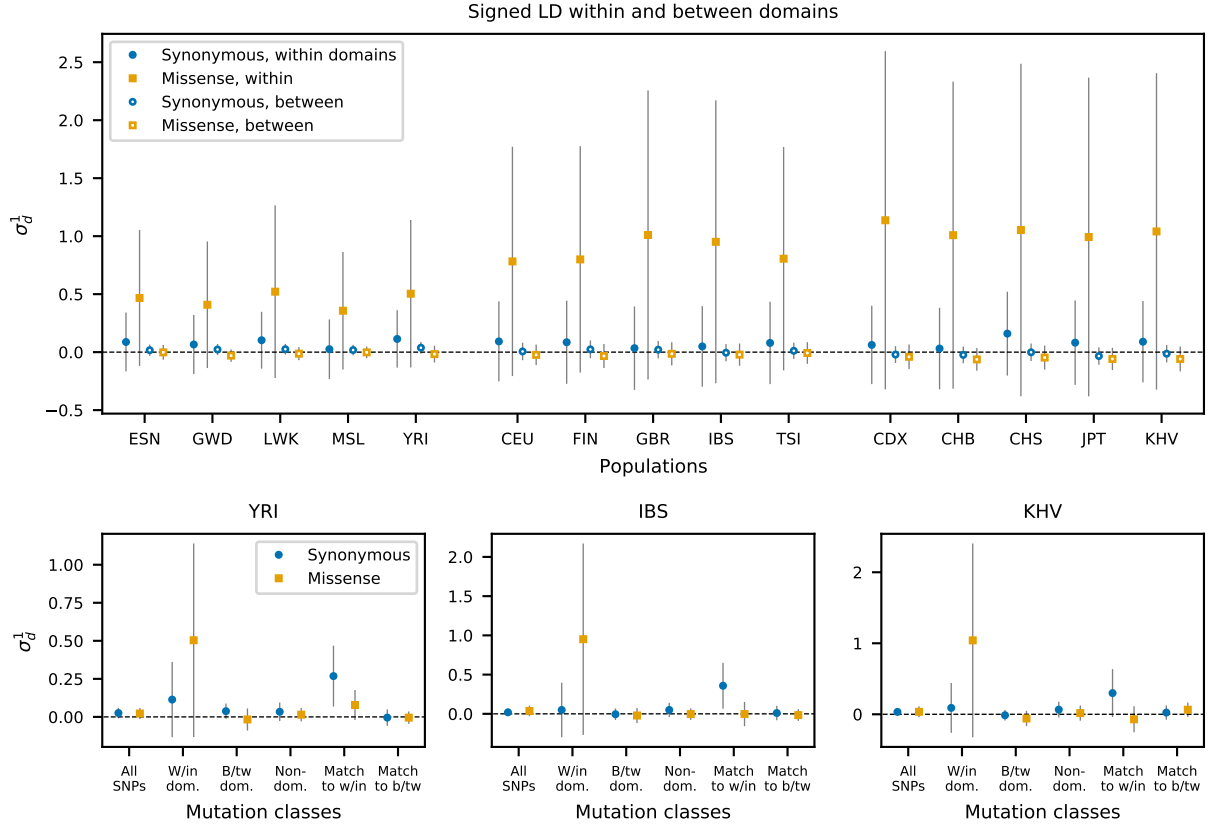 Signed LD within and between domains
Synonymous, within domains
Missense, within
Synonymous, between
Missense, between
2.5
2.0
1.5
1.0
0.5
0.0
−0.5
σ_d^1
ESN GWD LWK MSL YRI CEU FIN GBR IBS TSI CDX CHB CHS JPT KHV
Populations
YRI
Synonymous
Missense
1.00
0.75
0.50
0.25
0.00
σ_d^1
All W/in B/tw Non- Match Match
SNPs dom. dom. dom. to w/in to b/tw
Mutation classes
IBS
2.0
1.5
1.0
0.5
0.0
All W/in B/tw Non- Match Match
SNPs dom. dom. dom. to w/in to b/tw
Mutation classes
KHV
2
1
0
All W/in B/tw Non- Match Match
SNPs dom. dom. dom. to w/in to b/tw
Mutation classes